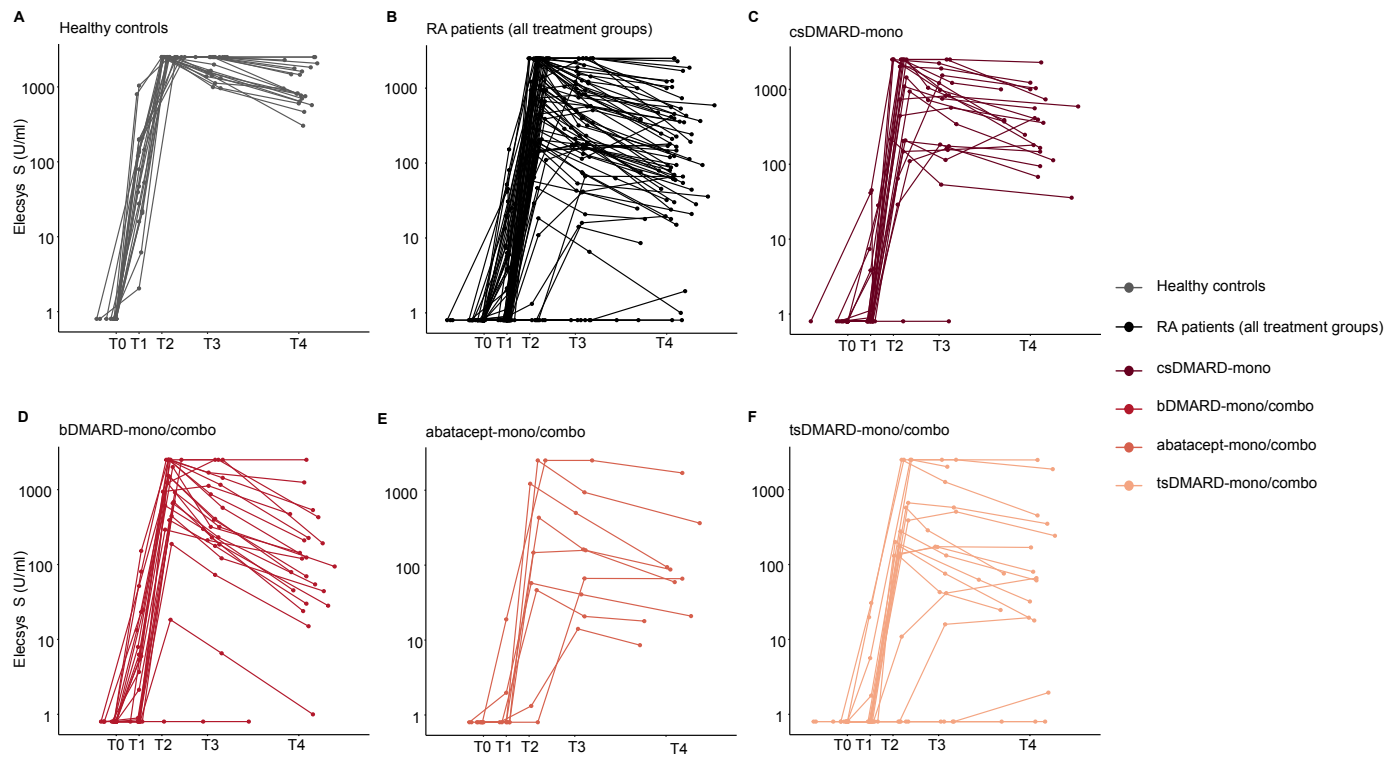 A
Healthy controls
Elecsys S (U/ml)
1000
100
10
1
T0 T1 T2 T3 T4
B
RA patients (all treatment groups)
1000
100
10
1
T0 T1 T2 T3 T4
C
csDMARD-mono
1000
100
10
1
T0 T1 T2 T3 T4
Healthy controls
RA patients (all treatment groups)
csDMARD-mono
bDMARD-mono/combo
abatacept-mono/combo
tsDMARD-mono/combo
D
bDMARD-mono/combo
Elecsys S (U/ml)
1000
100
10
1
T0 T1 T2 T3 T4
E
abatacept-mono/combo
1000
100
10
1
T0 T1 T2 T3 T4
F
tsDMARD-mono/combo
1000
100
10
1
T0 T1 T2 T3 T4